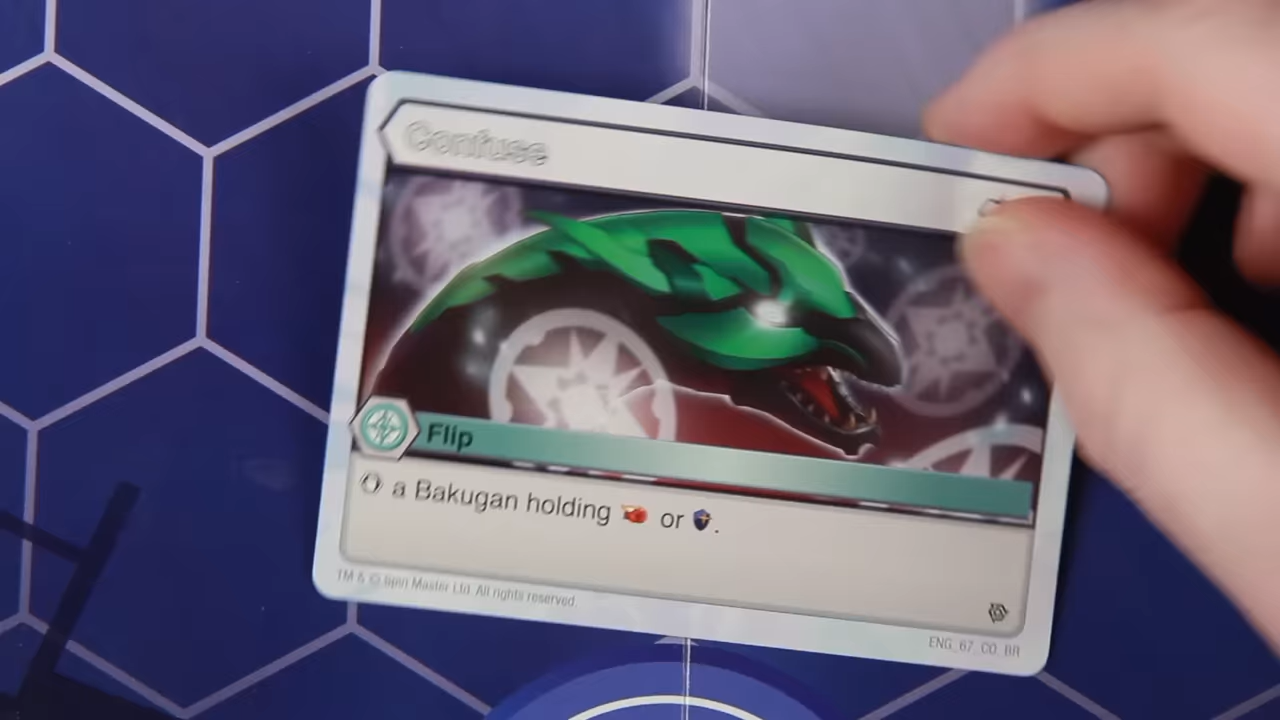 Confuse
Flip
a Bakugan holding or .
TM & © Spin Master Ltd. All rights reserved.
ENG_67_CO_BR